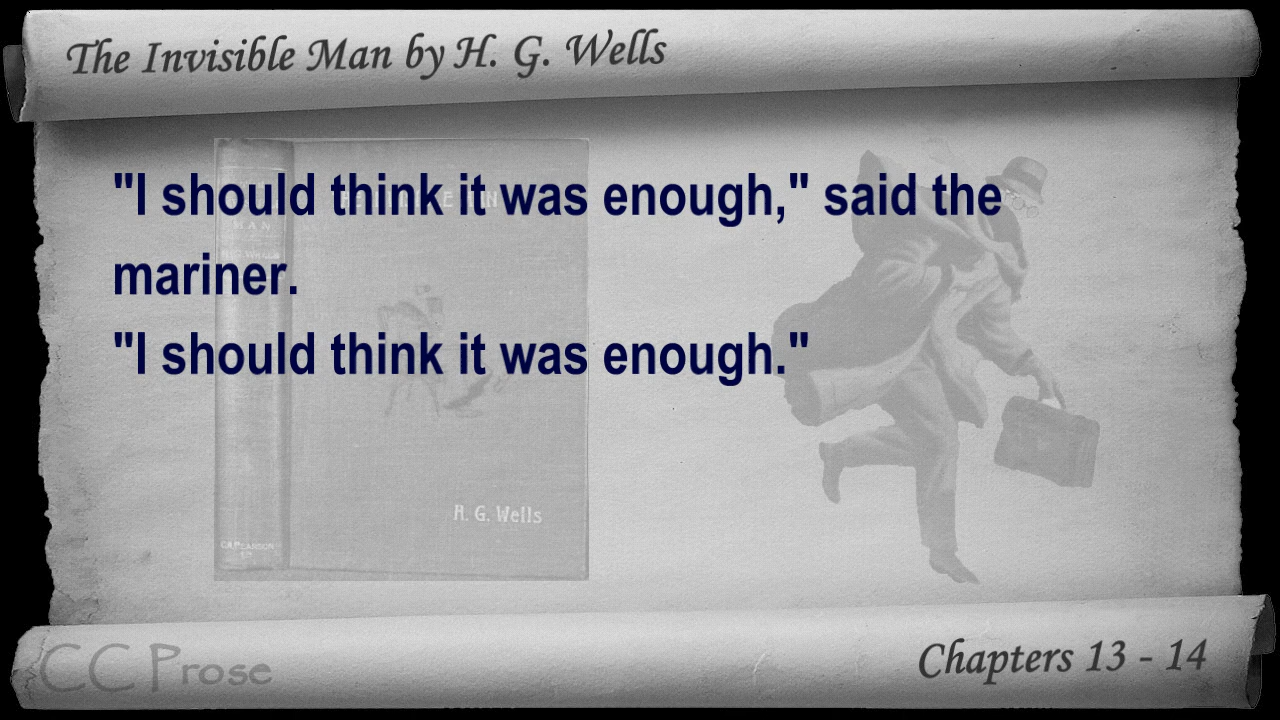 The Invisible Man by H. G. Wells
"I should think it was enough," said the
mariner.
"I should think it was enough."
MAN
H. G. Wells
CC Prose
Chapters 13 - 14